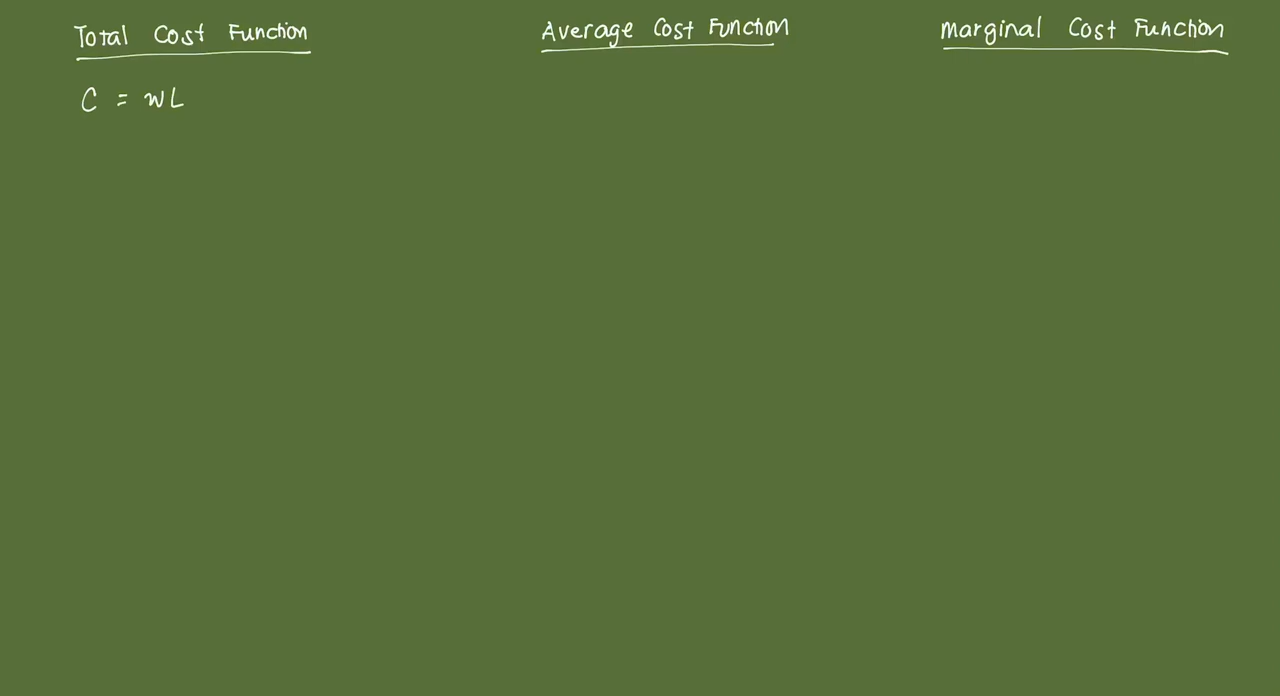 Total Cost Function
Average Cost Function
Marginal Cost Function
C = wL